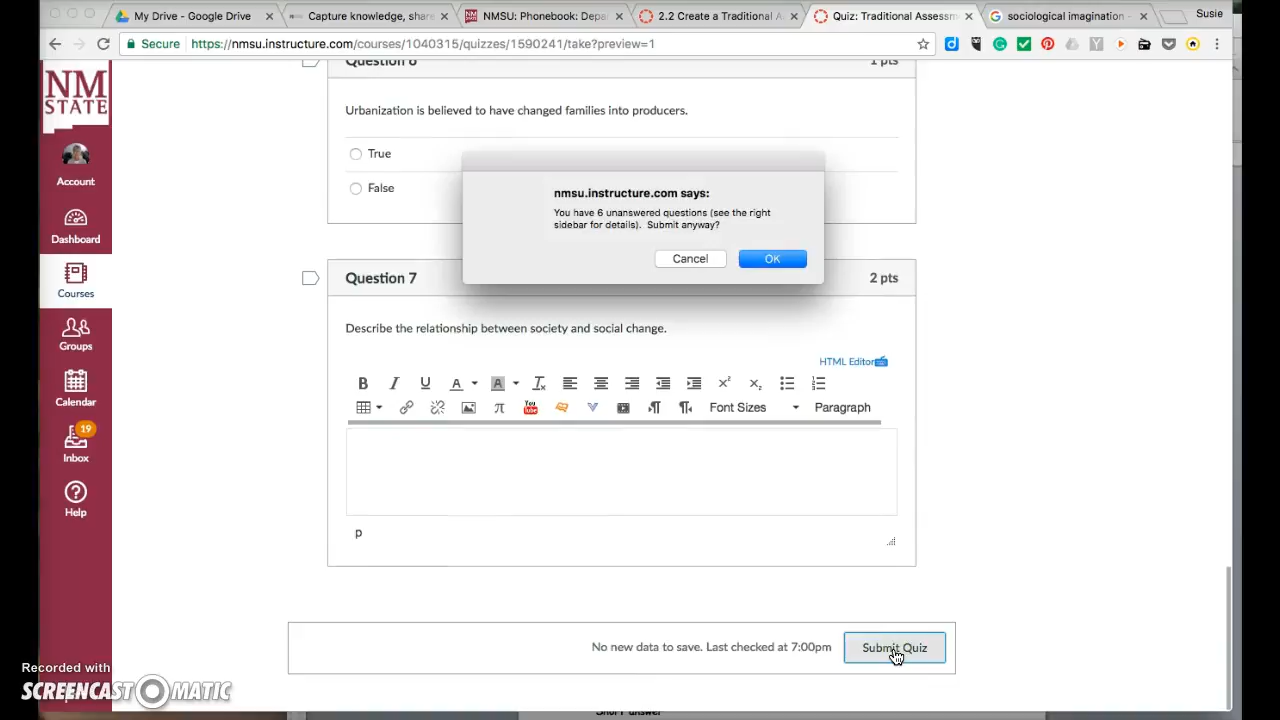 My Drive - Google Drive
Capture knowledge, share
NMSU: Phonebook: Depa
2.2 Create a Traditional A
Quiz: Traditional Assessm
sociological imagination -
Susie
Secure
https://nmsu.instructure.com/courses/1040315/quizzes/1590241/take?preview=1
NM
STATE
Account
Dashboard
Courses
Groups
Calendar
19
Inbox
Help
Question 6
1 pts
Urbanization is believed to have changed families into producers.
True
False
nmsu.instructure.com says:
You have 6 unanswered questions (see the right
sidebar for details). Submit anyway?
Cancel
OK
Question 7
2 pts
Describe the relationship between society and social change.
HTML Editor
Font Sizes
Paragraph
p
No new data to save. Last checked at 7:00pm
Submit Quiz
Recorded with
SCREENCAST-O-MATIC
Short answer